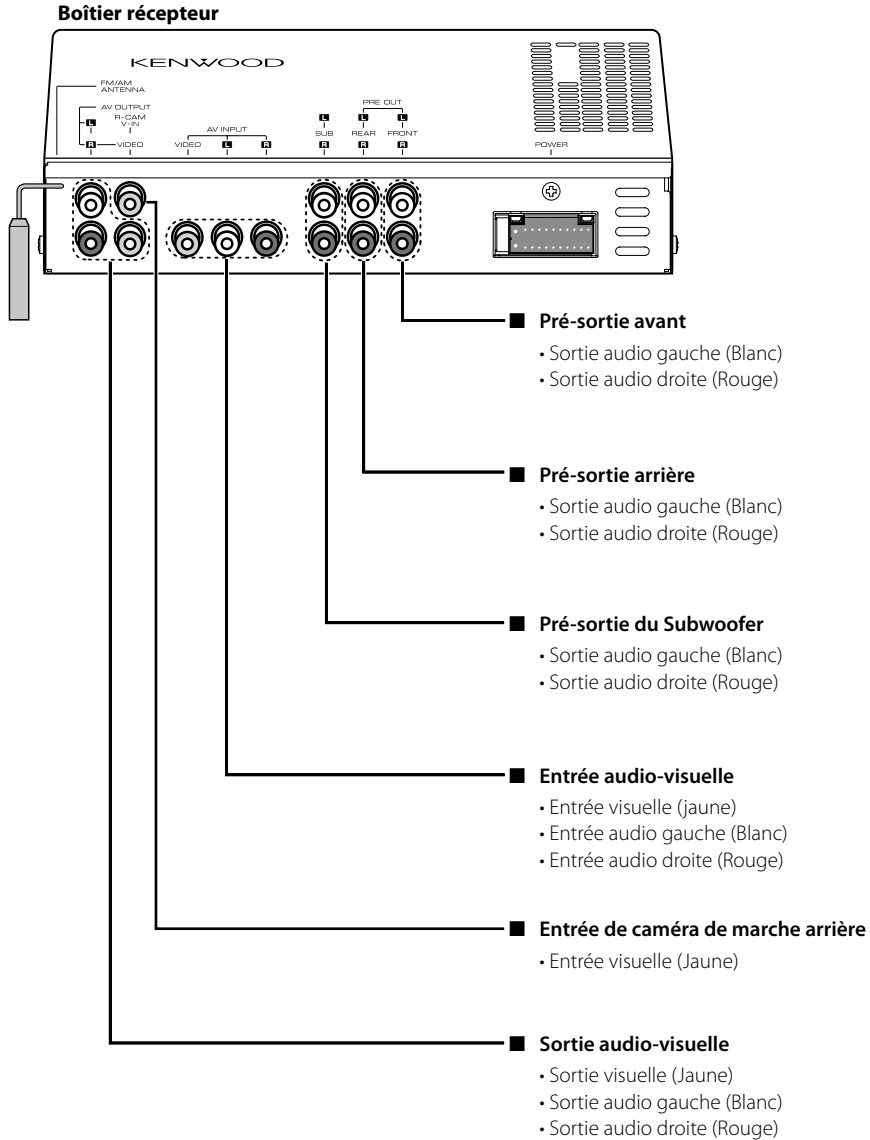 Boîtier récepteur
KENWOOD
FM/AM
ANTENNA
AV OUTPUT
L
R-CAM
V-IN
R
VIDEO
AV INPUT
VIDEO
L
R
PRE OUT
L
L
L
SUB
REAR
FRONT
R
R
R
POWER
■ Pré-sortie avant
• Sortie audio gauche (Blanc)
• Sortie audio droite (Rouge)
■ Pré-sortie arrière
• Sortie audio gauche (Blanc)
• Sortie audio droite (Rouge)
■ Pré-sortie du Subwoofer
• Sortie audio gauche (Blanc)
• Sortie audio droite (Rouge)
■ Entrée audio-visuelle
• Entrée visuelle (jaune)
• Entrée audio gauche (Blanc)
• Entrée audio droite (Rouge)
■ Entrée de caméra de marche arrière
• Entrée visuelle (Jaune)
■ Sortie audio-visuelle
• Sortie visuelle (Jaune)
• Sortie audio gauche (Blanc)
• Sortie audio droite (Rouge)